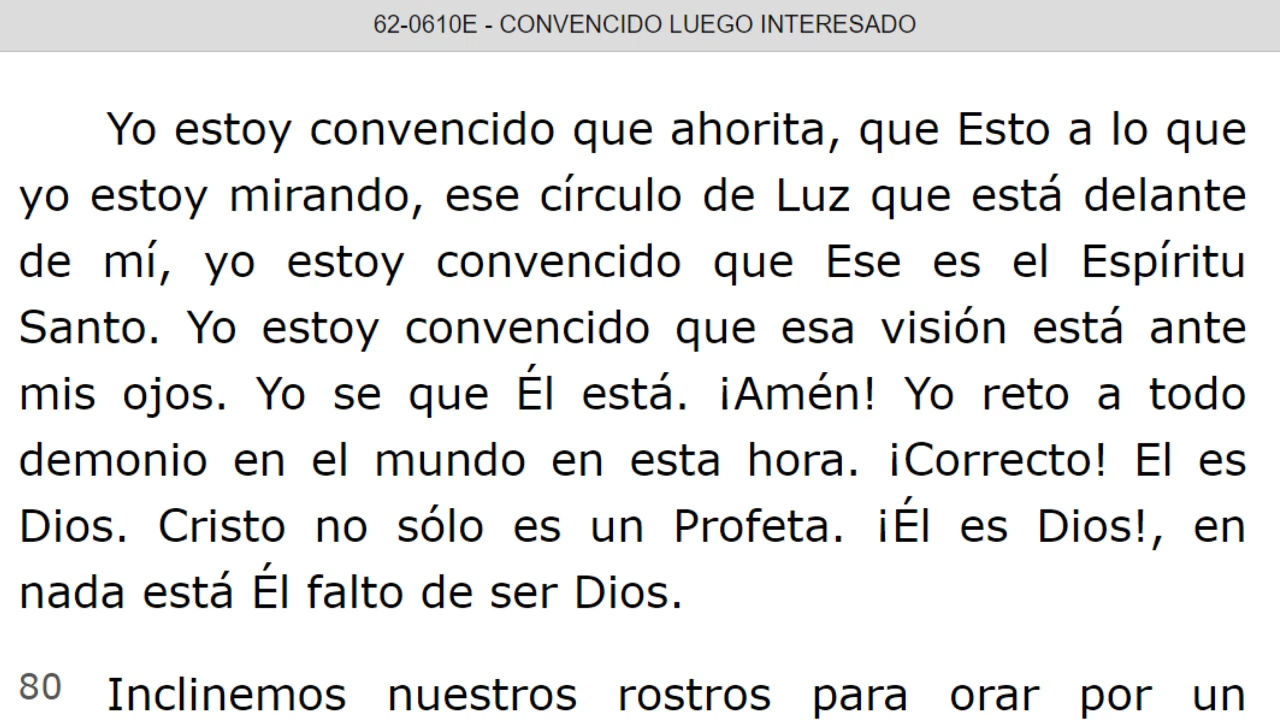 62-0610E - CONVENCIDO LUEGO INTERESADO
Yo estoy convencido que ahorita, que Esto a lo que
yo estoy mirando, ese círculo de Luz que está delante
de mí, yo estoy convencido que Ese es el Espíritu
Santo. Yo estoy convencido que esa visión está ante
mis ojos. Yo se que Él está. ¡Amén! Yo reto a todo
demonio en el mundo en esta hora. ¡Correcto! El es
Dios. Cristo no sólo es un Profeta. ¡Él es Dios!, en
nada está Él falto de ser Dios.
80 Inclinemos nuestros rostros para orar por un